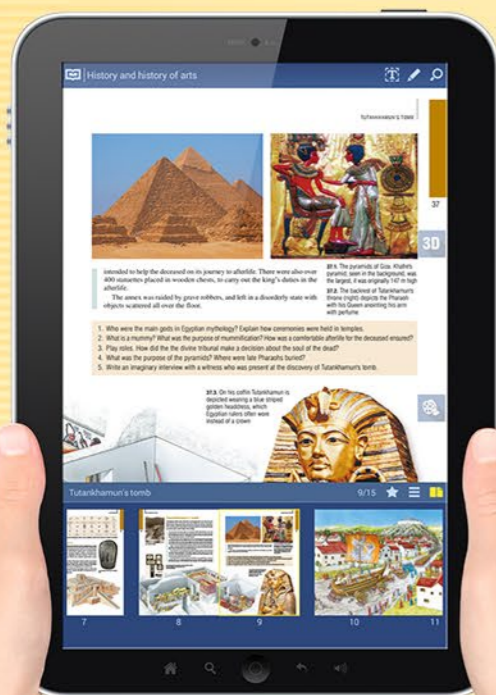 History and history of arts
TUTANKHAMUN'S TOMB
37
3D
intended to help the deceased on its journey to afterlife. There were also over
400 statuettes placed in wooden chests, to carry out the king's duties in the
afterlife.
The annex was raided by grave robbers, and left in a disorderly state with
objects scattered all over the floor.
37.1. The pyramids of Giza. Khafre's
pyramid, seen in the background, was
the largest, it was originally 147 m high
37.2. The backrest of Tutankhamun's
throne (right) depicts the Pharaoh
with his Queen anointing his arm
with perfume.
1. Who were the main gods in Egyptian mythology? Explain how ceremonies were held in temples.
2. What is a mummy? What was the purpose of mummification? How was a comfortable afterlife for the deceased ensured?
3. Play roles. How did the the divine tribunal make a decision about the soul of the dead?
4. What was the purpose of the pyramids? Where were late Pharaohs buried?
5. Write an imaginary interview with a witness who was present at the discovery of Tutankhamun's tomb.
37.3. On his coffin Tutankhamun is
depicted wearing a blue striped
golden headdress, which
Egyptian rulers often wore
instead of a crown
Tutankhamun's tomb
9/15
7
8
9
10
11